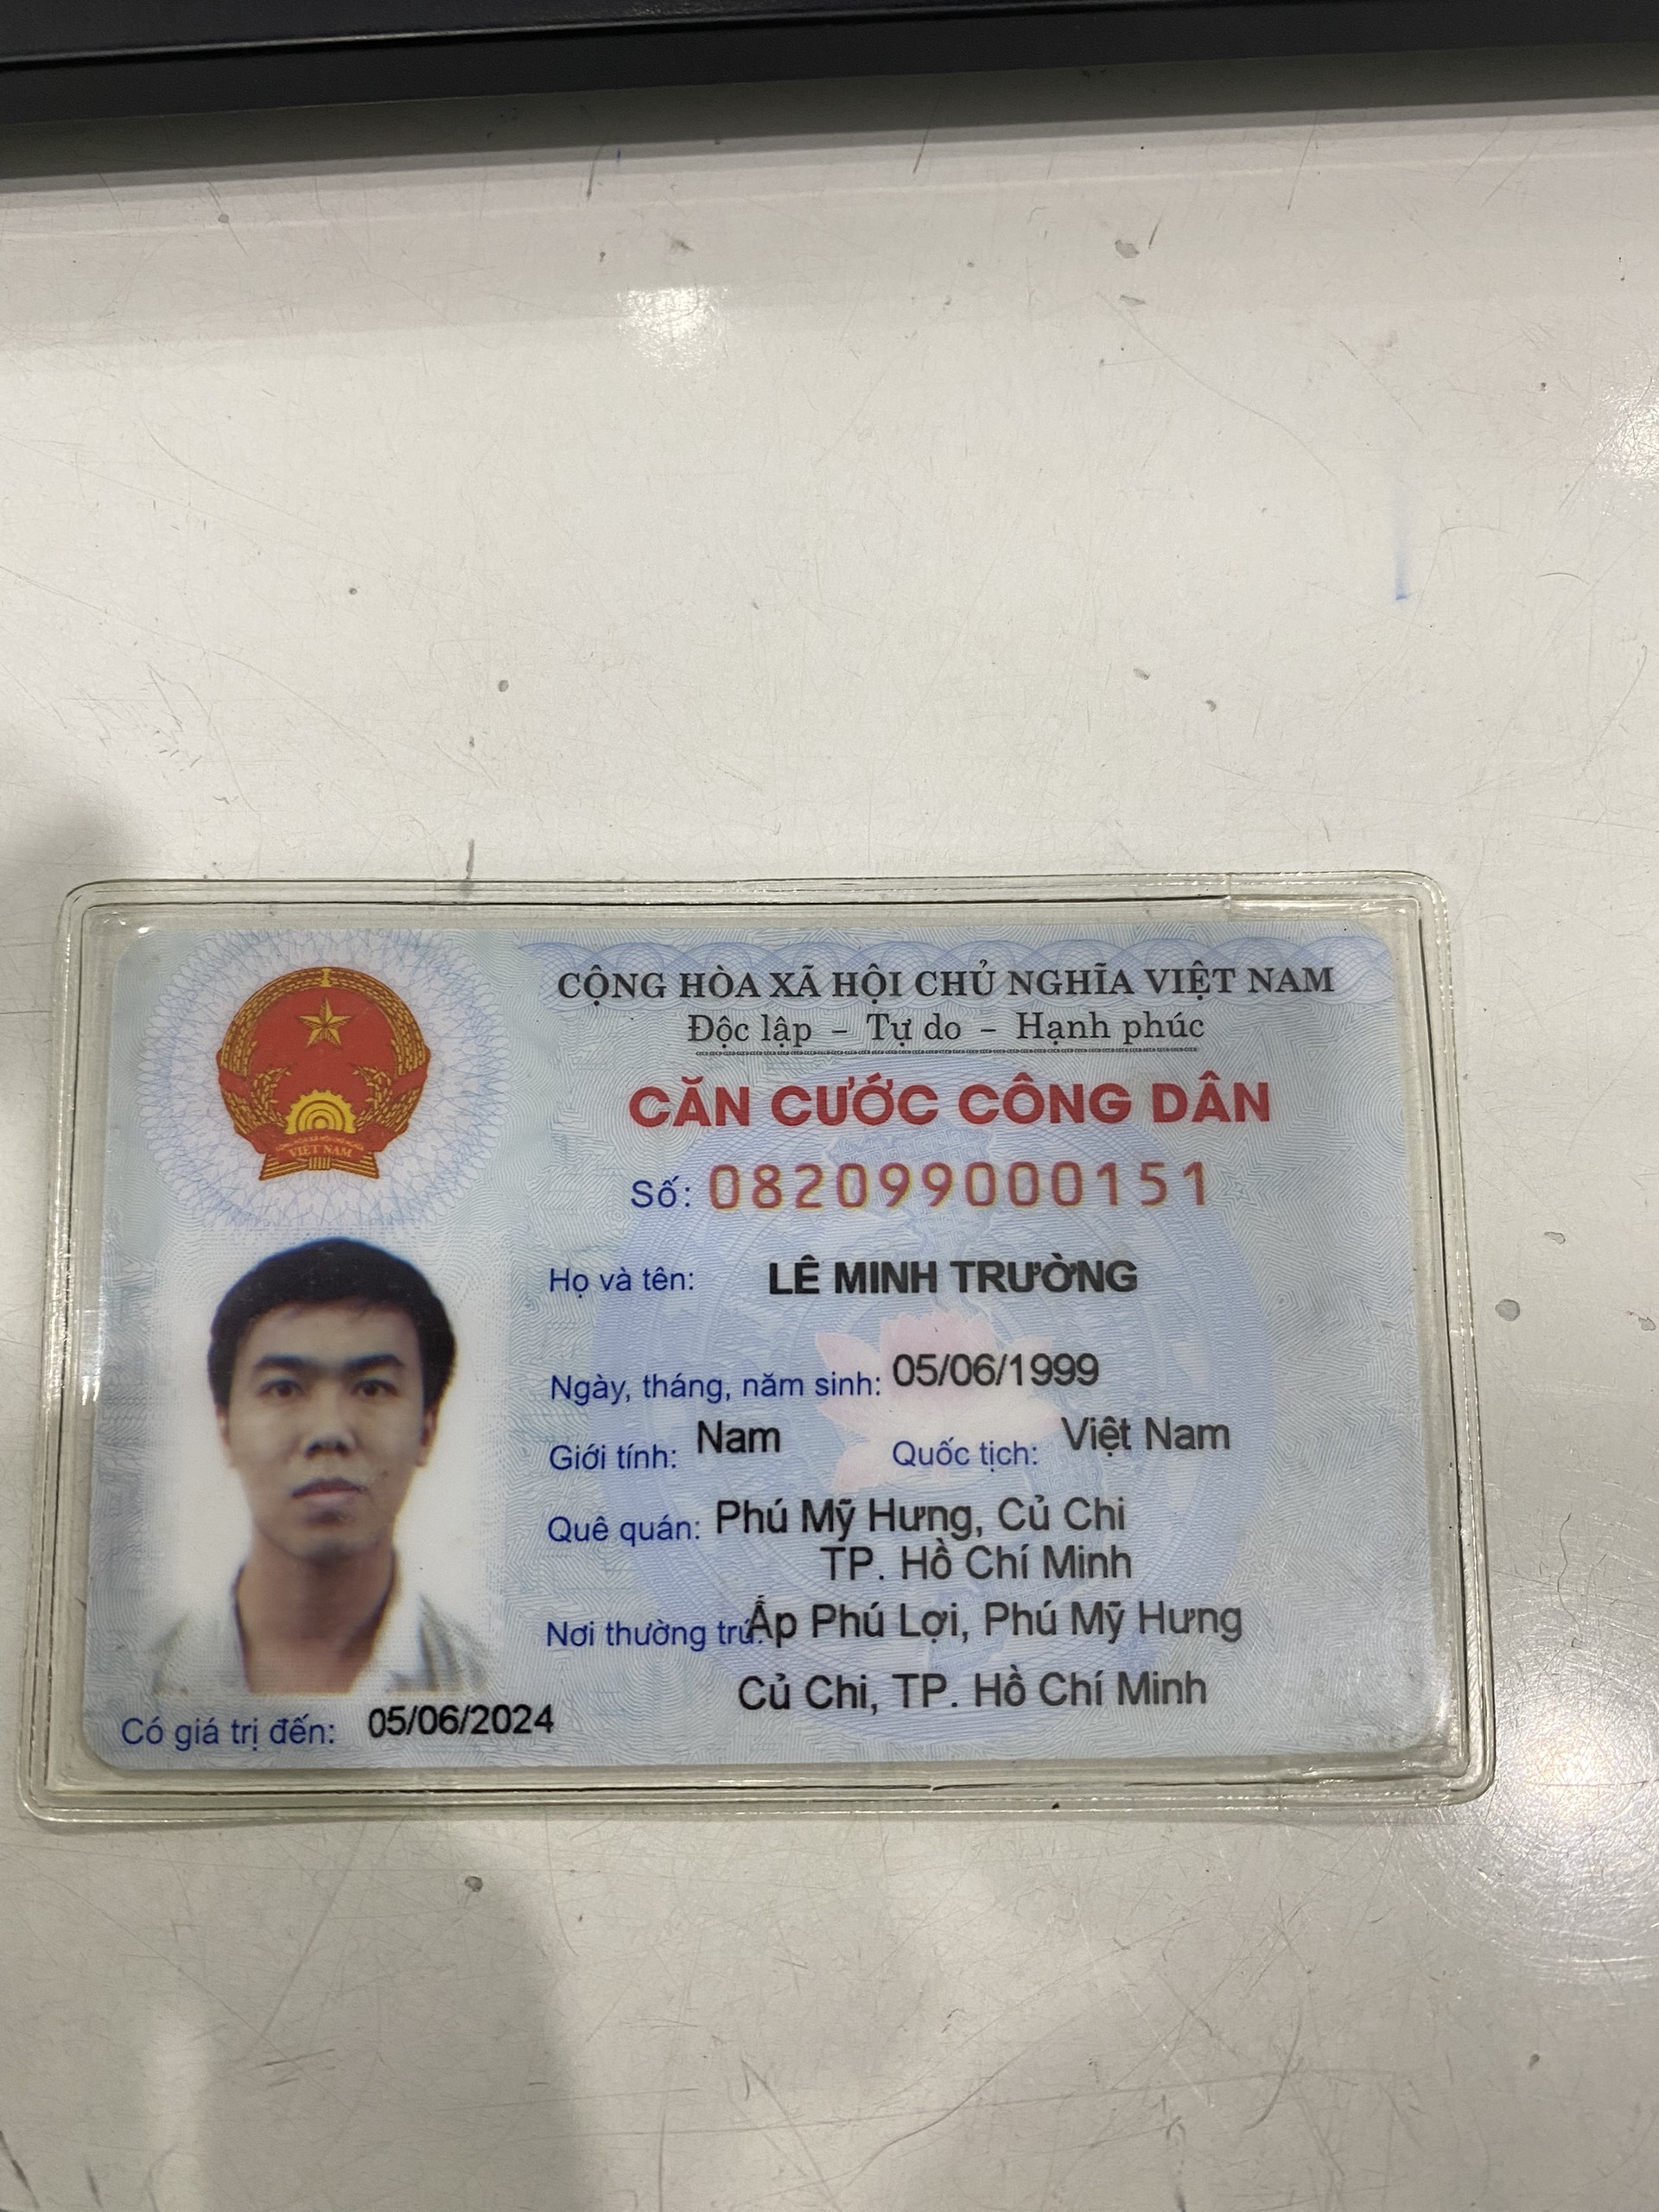 CỘNG HÒA XÃ HỘI CHỦ NGHĨA VIỆT NAM
Độc lập – Tự do – Hạnh phúc
CĂN CƯỚC CÔNG DÂN
Số: 082099000151
Họ và tên: LÊ MINH TRƯỜNG
Ngày, tháng, năm sinh: 05/06/1999
Giới tính: Nam Quốc tịch: Việt Nam
Quê quán: Phú Mỹ Hưng, Củ Chi
TP. Hồ Chí Minh
Nơi thường trú: Ấp Phú Lợi, Phú Mỹ Hưng
Củ Chi, TP. Hồ Chí Minh
Có giá trị đến: 05/06/2024
CỘNG HÒA XÃ HỘI CHỦ NGHĨA
VIỆT NAM